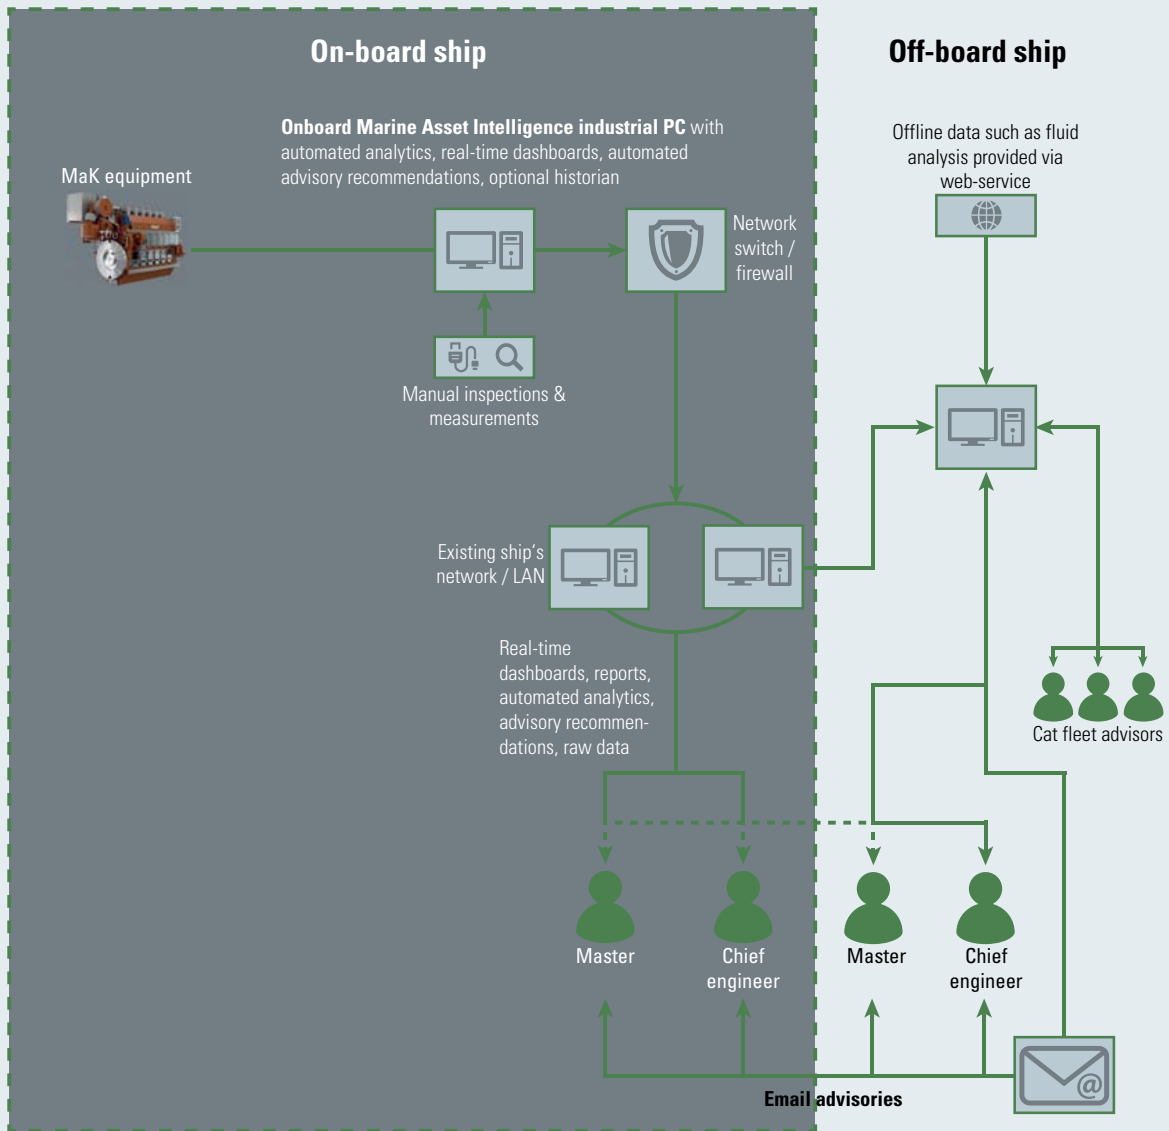 On-board ship
Off-board ship
Onboard Marine Asset Intelligence industrial PC with
automated analytics, real-time dashboards, automated
advisory recommendations, optional historian
MaK equipment
Offline data such as fluid
analysis provided via
web-service
Network
switch /
firewall
Manual inspections &
measurements
Existing ship‘s
network / LAN
Real-time
dashboards, reports,
automated analytics,
advisory recommen-
dations, raw data
Cat fleet advisors
Master
Chief
engineer
Master
Chief
engineer
@
Email advisories